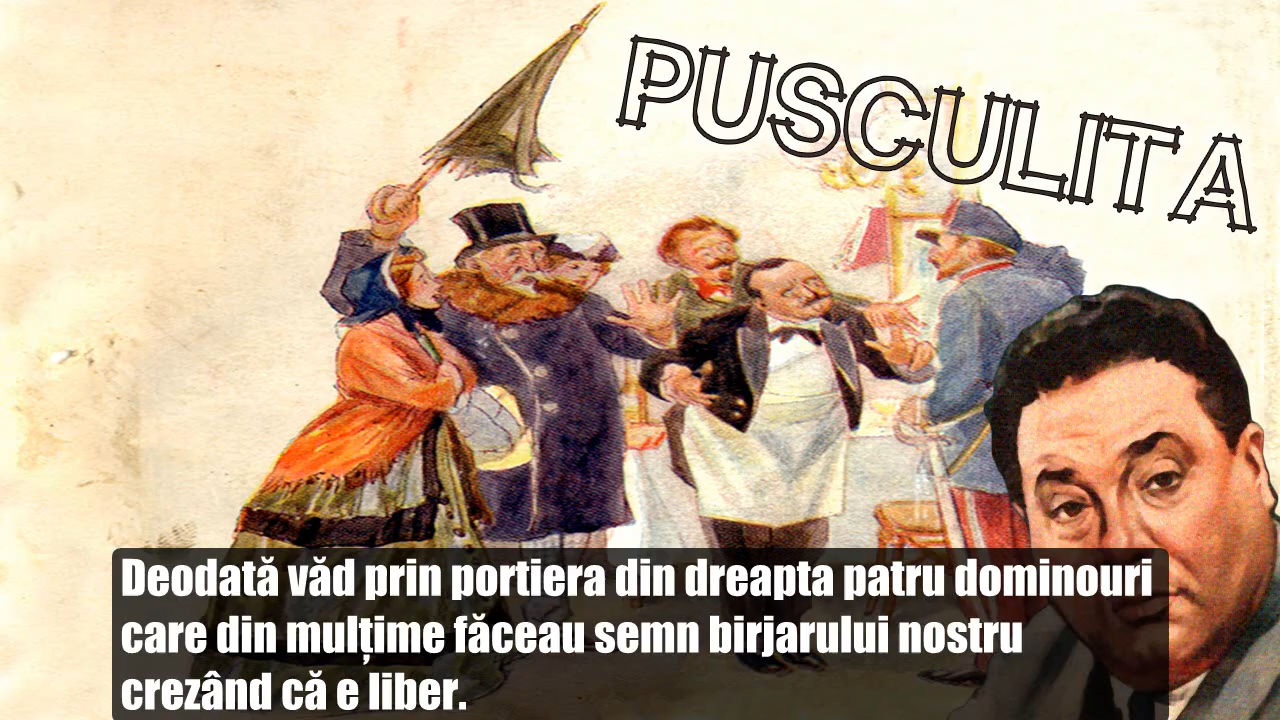 PUSCULITA
Deodată văd prin portiera din dreapta patru dominouri
care din mulțime făceau semn birjarului nostru
crezând că e liber.